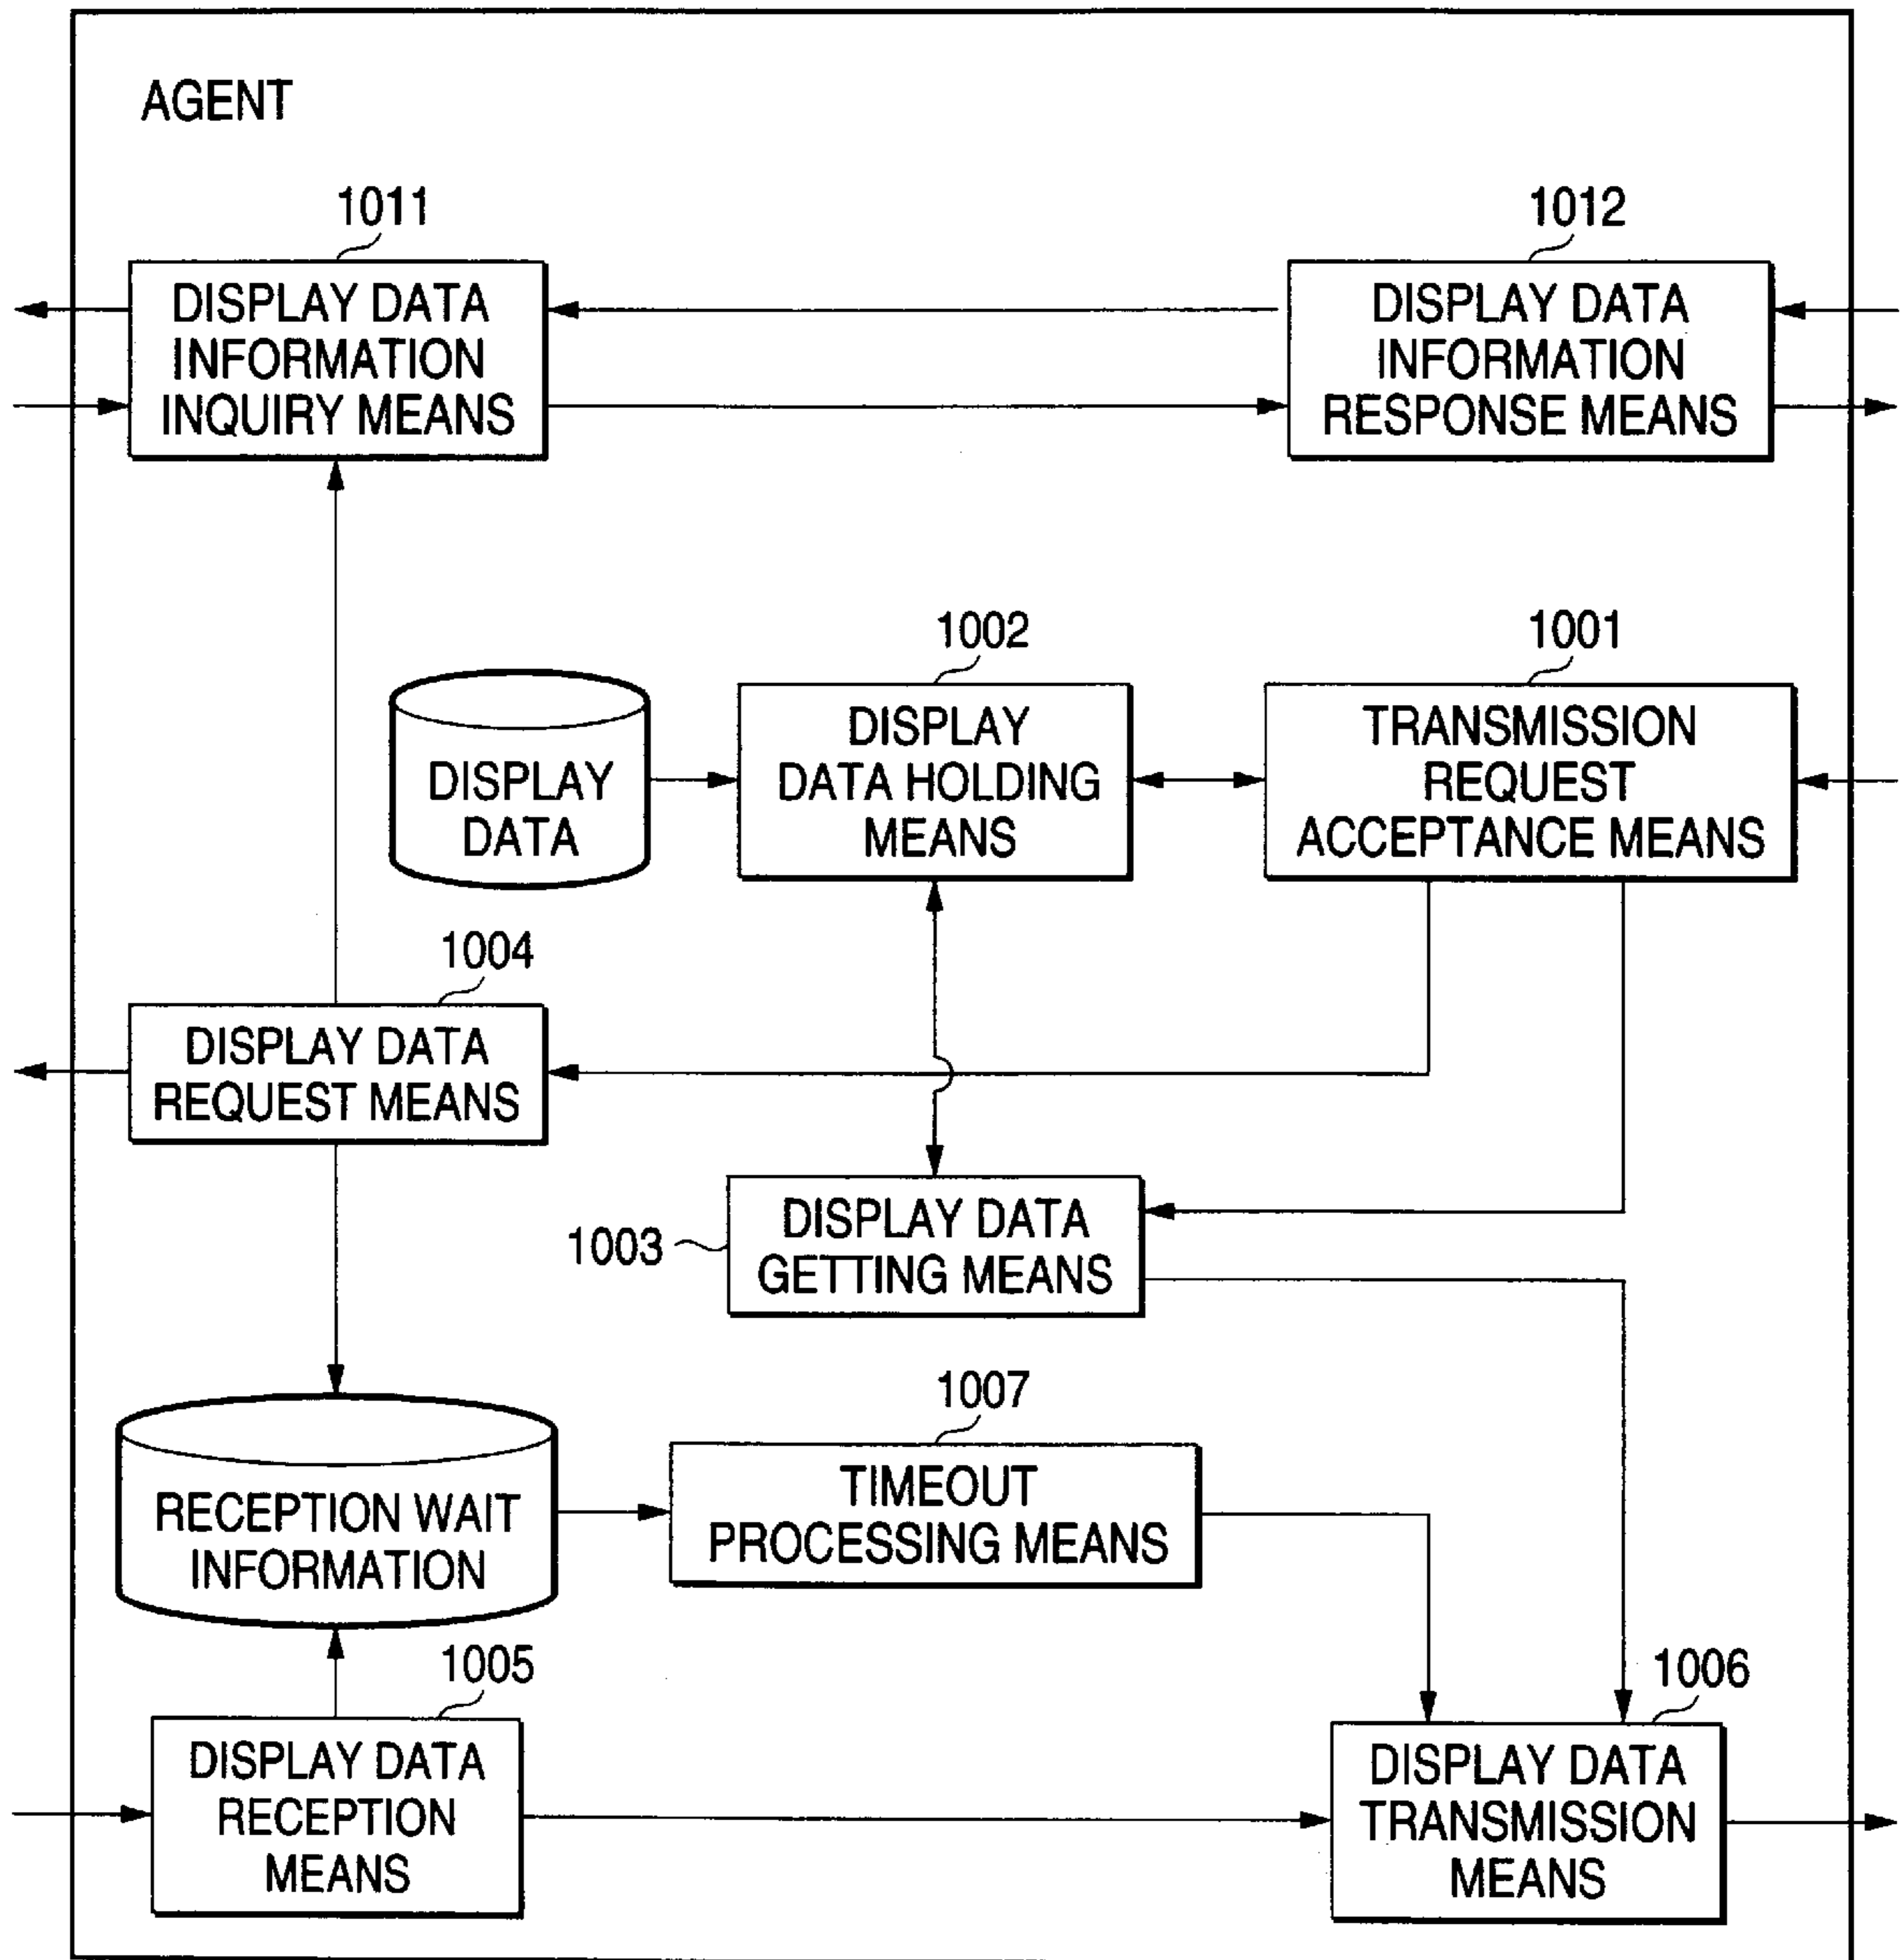 AGENT
1011
DISPLAY DATA
INFORMATION
INQUIRY MEANS
1012
DISPLAY DATA
INFORMATION
RESPONSE MEANS
DISPLAY
DATA
1002
DISPLAY
DATA HOLDING
MEANS
1001
TRANSMISSION
REQUEST
ACCEPTANCE MEANS
1004
DISPLAY DATA
REQUEST MEANS
1003
DISPLAY DATA
GETTING MEANS
RECEPTION WAIT
INFORMATION
1007
TIMEOUT
PROCESSING MEANS
1005
DISPLAY DATA
RECEPTION
MEANS
1006
DISPLAY DATA
TRANSMISSION
MEANS